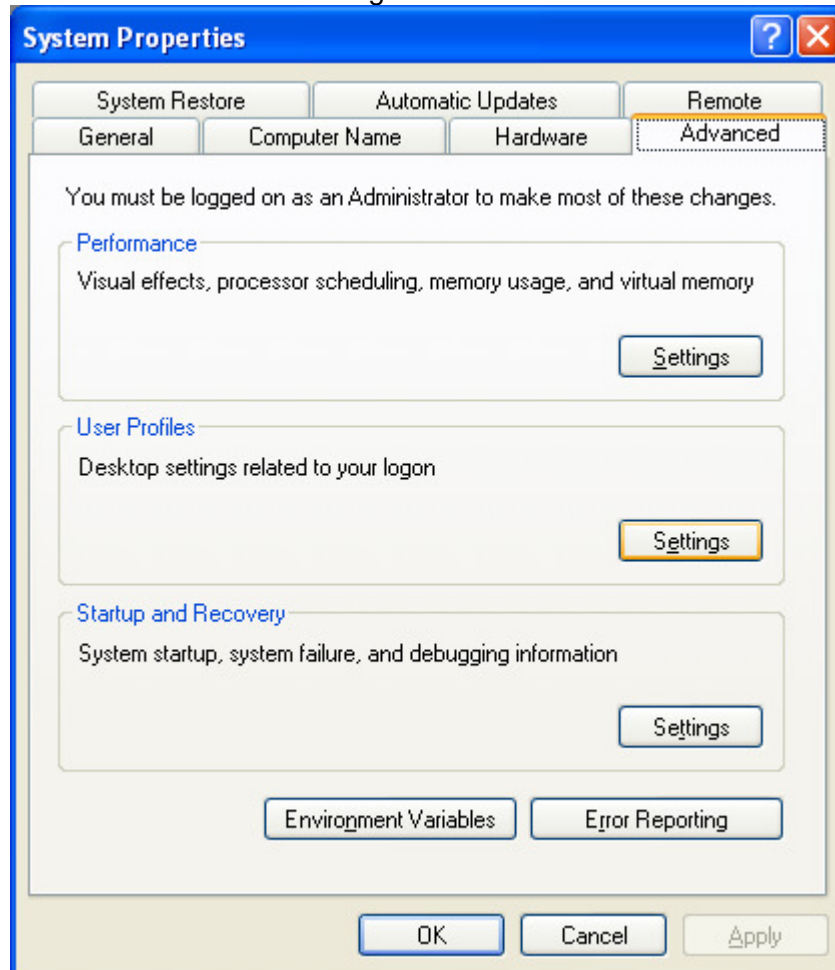 System Properties
System Restore Automatic Updates Remote
General Computer Name Hardware Advanced
You must be logged on as an Administrator to make most of these changes.
Performance
Visual effects, processor scheduling, memory usage, and virtual memory
Settings
User Profiles
Desktop settings related to your logon
Settings
Startup and Recovery
System startup, system failure, and debugging information
Settings
Environment Variables Error Reporting
OK Cancel Apply